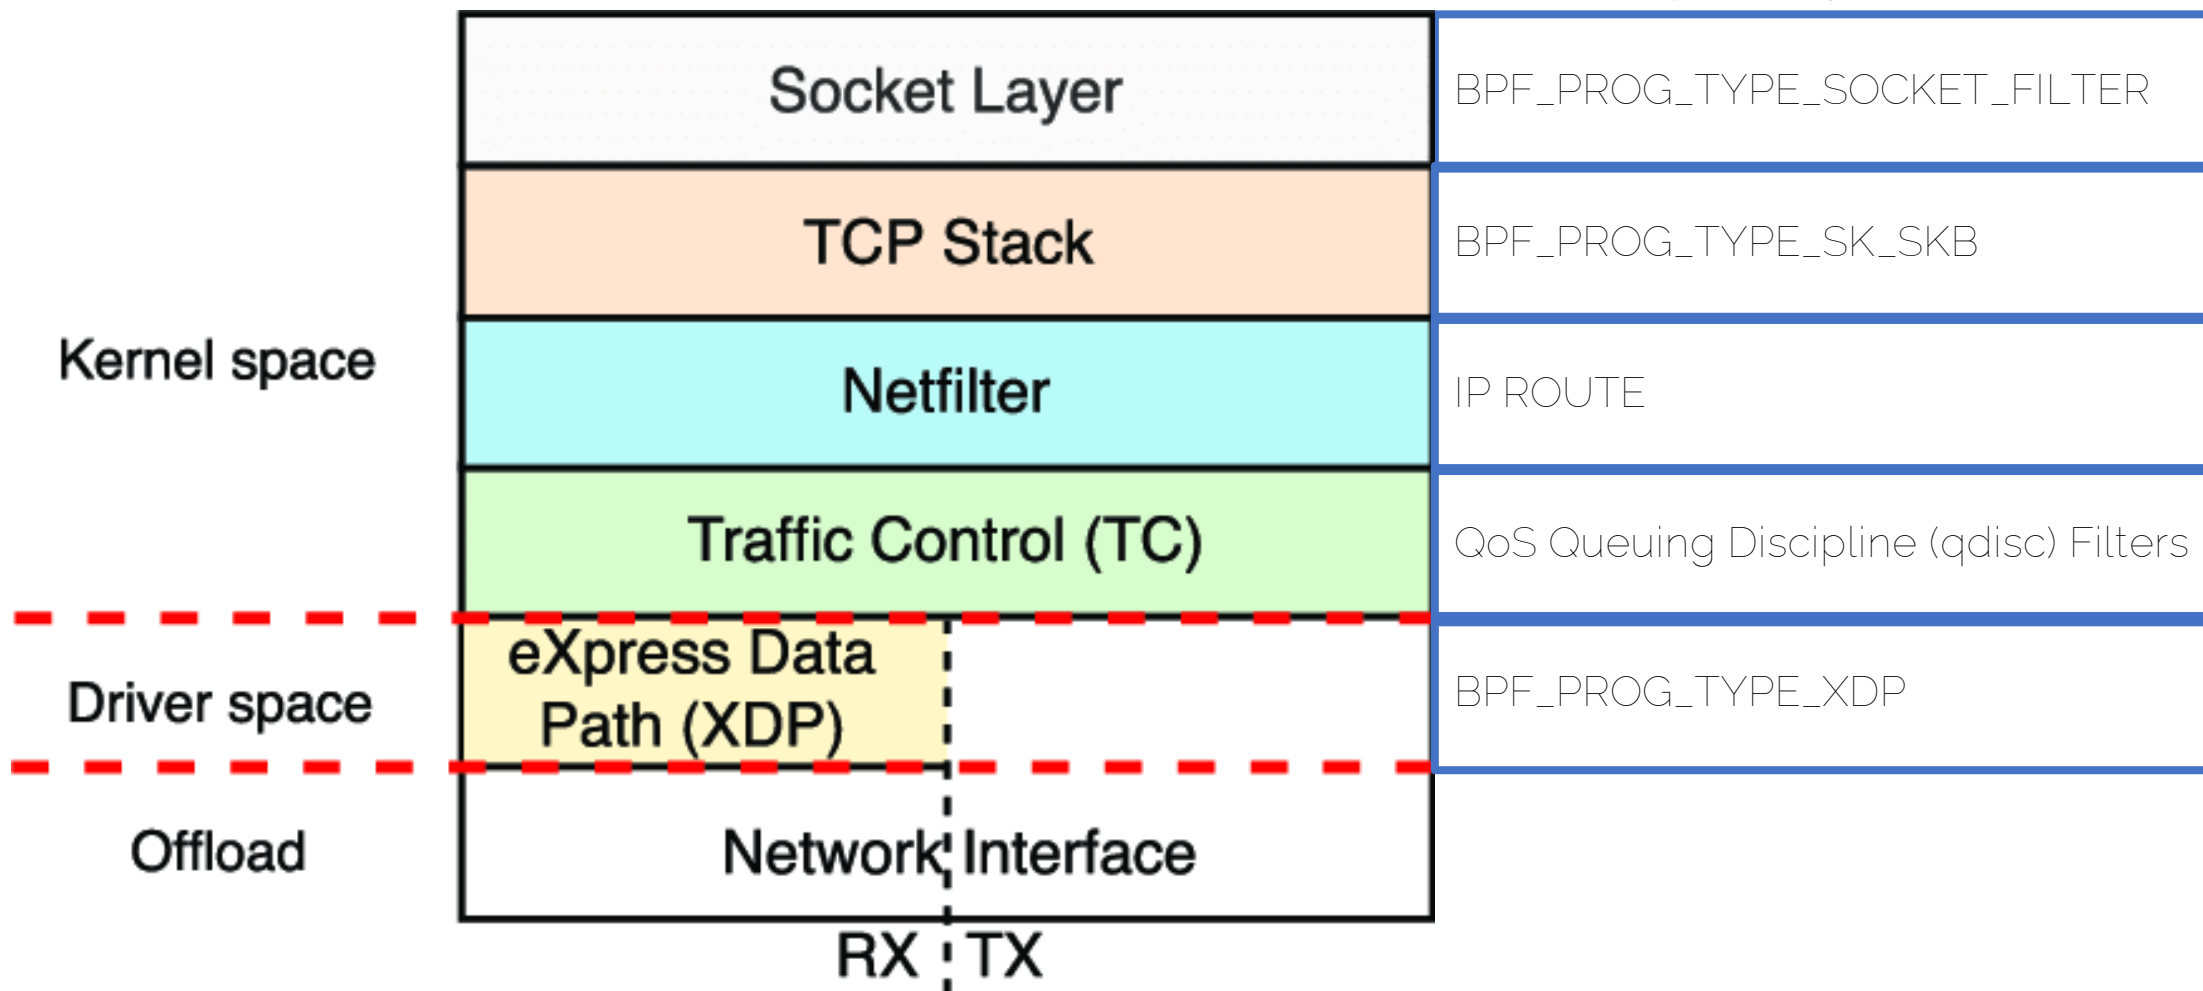 Socket Layer
BPF_PROG_TYPE_SOCKET_FILTER
TCP Stack
BPF_PROG_TYPE_SK_SKB
Kernel space
Netfilter
IP ROUTE
Traffic Control (TC)
QoS Queuing Discipline (qdisc) Filters
Driver space
eXpress Data
Path (XDP)
BPF_PROG_TYPE_XDP
Offload
Network Interface
RX
TX